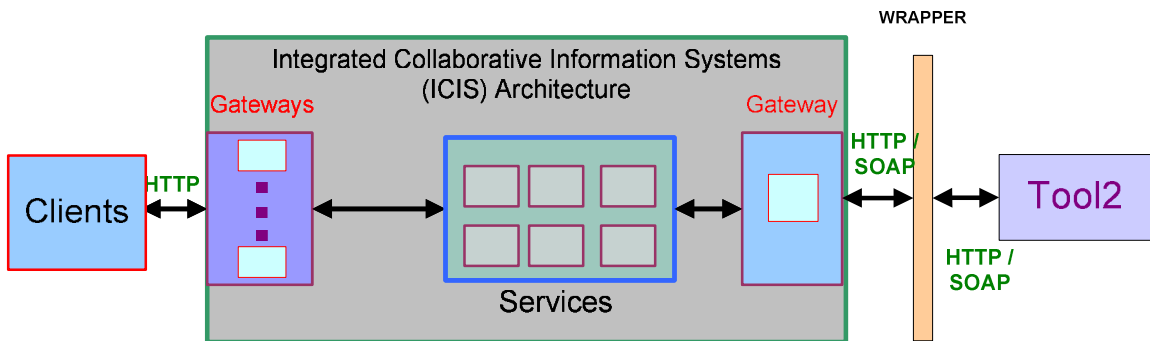 WRAPPER
Integrated Collaborative Information Systems
(ICIS) Architecture
Gateways
Gateway
HTTP
HTTP /
SOAP
Clients
Tool2
HTTP /
SOAP
Services